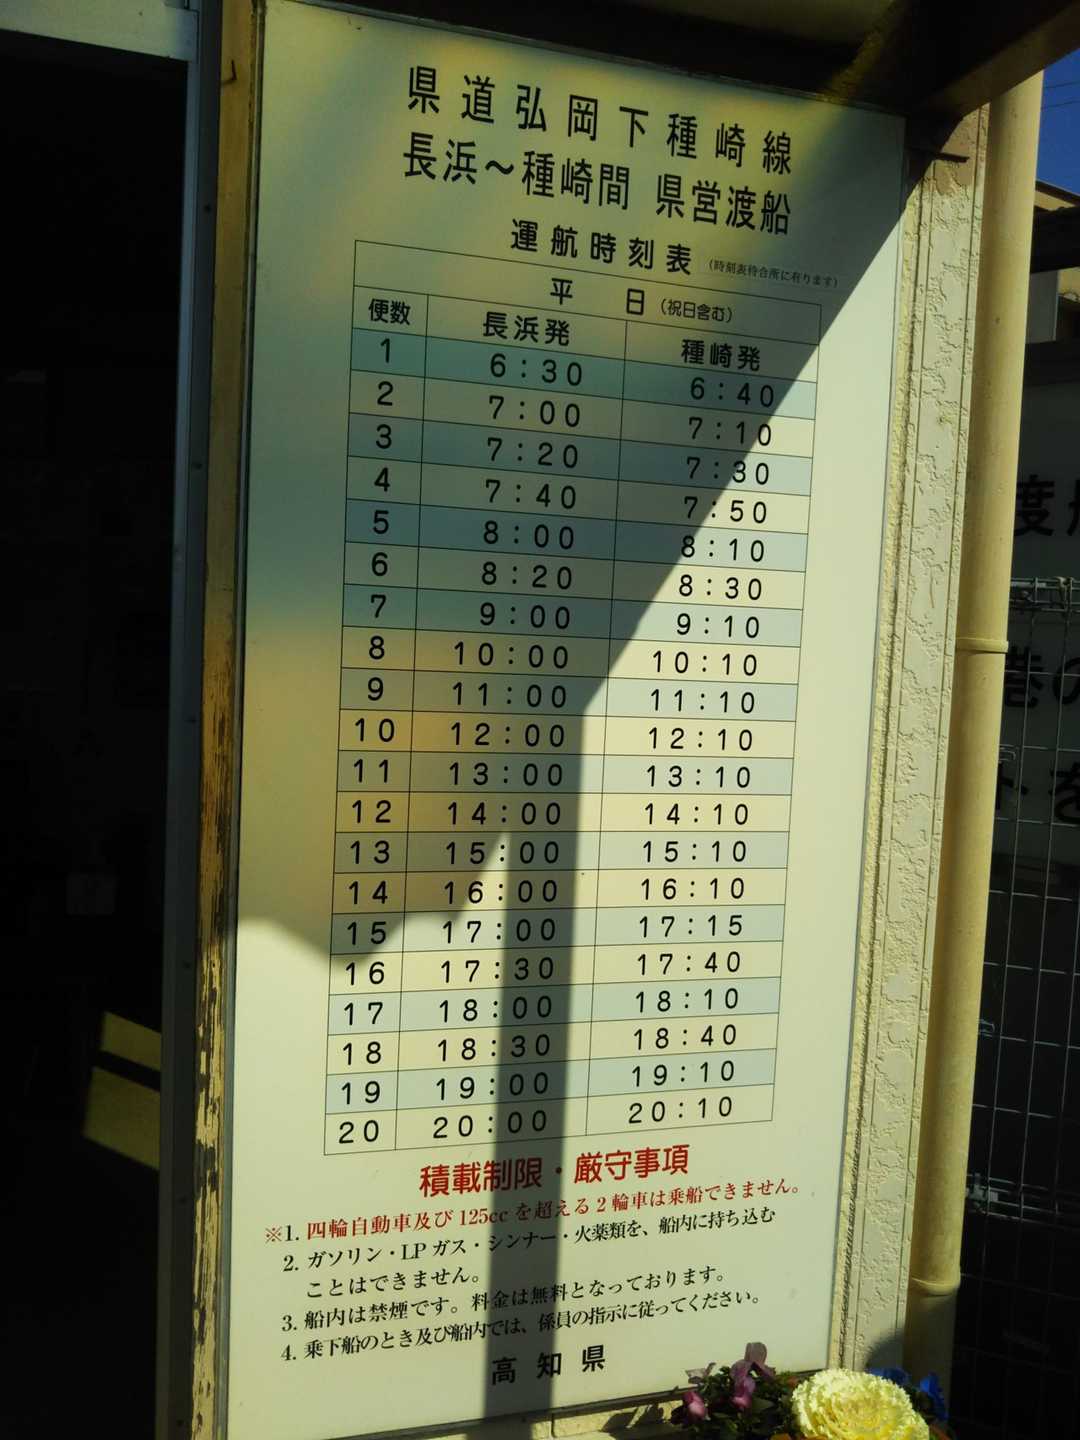 県道弘岡下種崎線
長浜～種崎間 県営渡船
運航時刻表（時刻表待合所に有ります）
平 日（祝日含む）
便数 長浜発 種崎発
1 6：30 6：40
2 7：00 7：10
3 7：20 7：30
4 7：40 7：50
5 8：00 8：10
6 8：20 8：30
7 9：00 9：10
8 10：00 10：10
9 11：00 11：10
10 12：00 12：10
11 13：00 13：10
12 14：00 14：10
13 15：00 15：10
14 16：00 16：10
15 17：00 17：15
16 17：30 17：40
17 18：00 18：10
18 18：30 18：40
19 19：00 19：10
20 20：00 20：10
積載制限・厳守事項
※1. 四輪自動車及び 125cc を超える２輪車は乗船できません。
2. ガソリン・LP ガス・シンナー・火薬類を、船内に持ち込む
ことはできません。
3. 船内は禁煙です。料金は無料となっております。
4. 乗下船のとき及び船内では、係員の指示に従ってください。
高知県